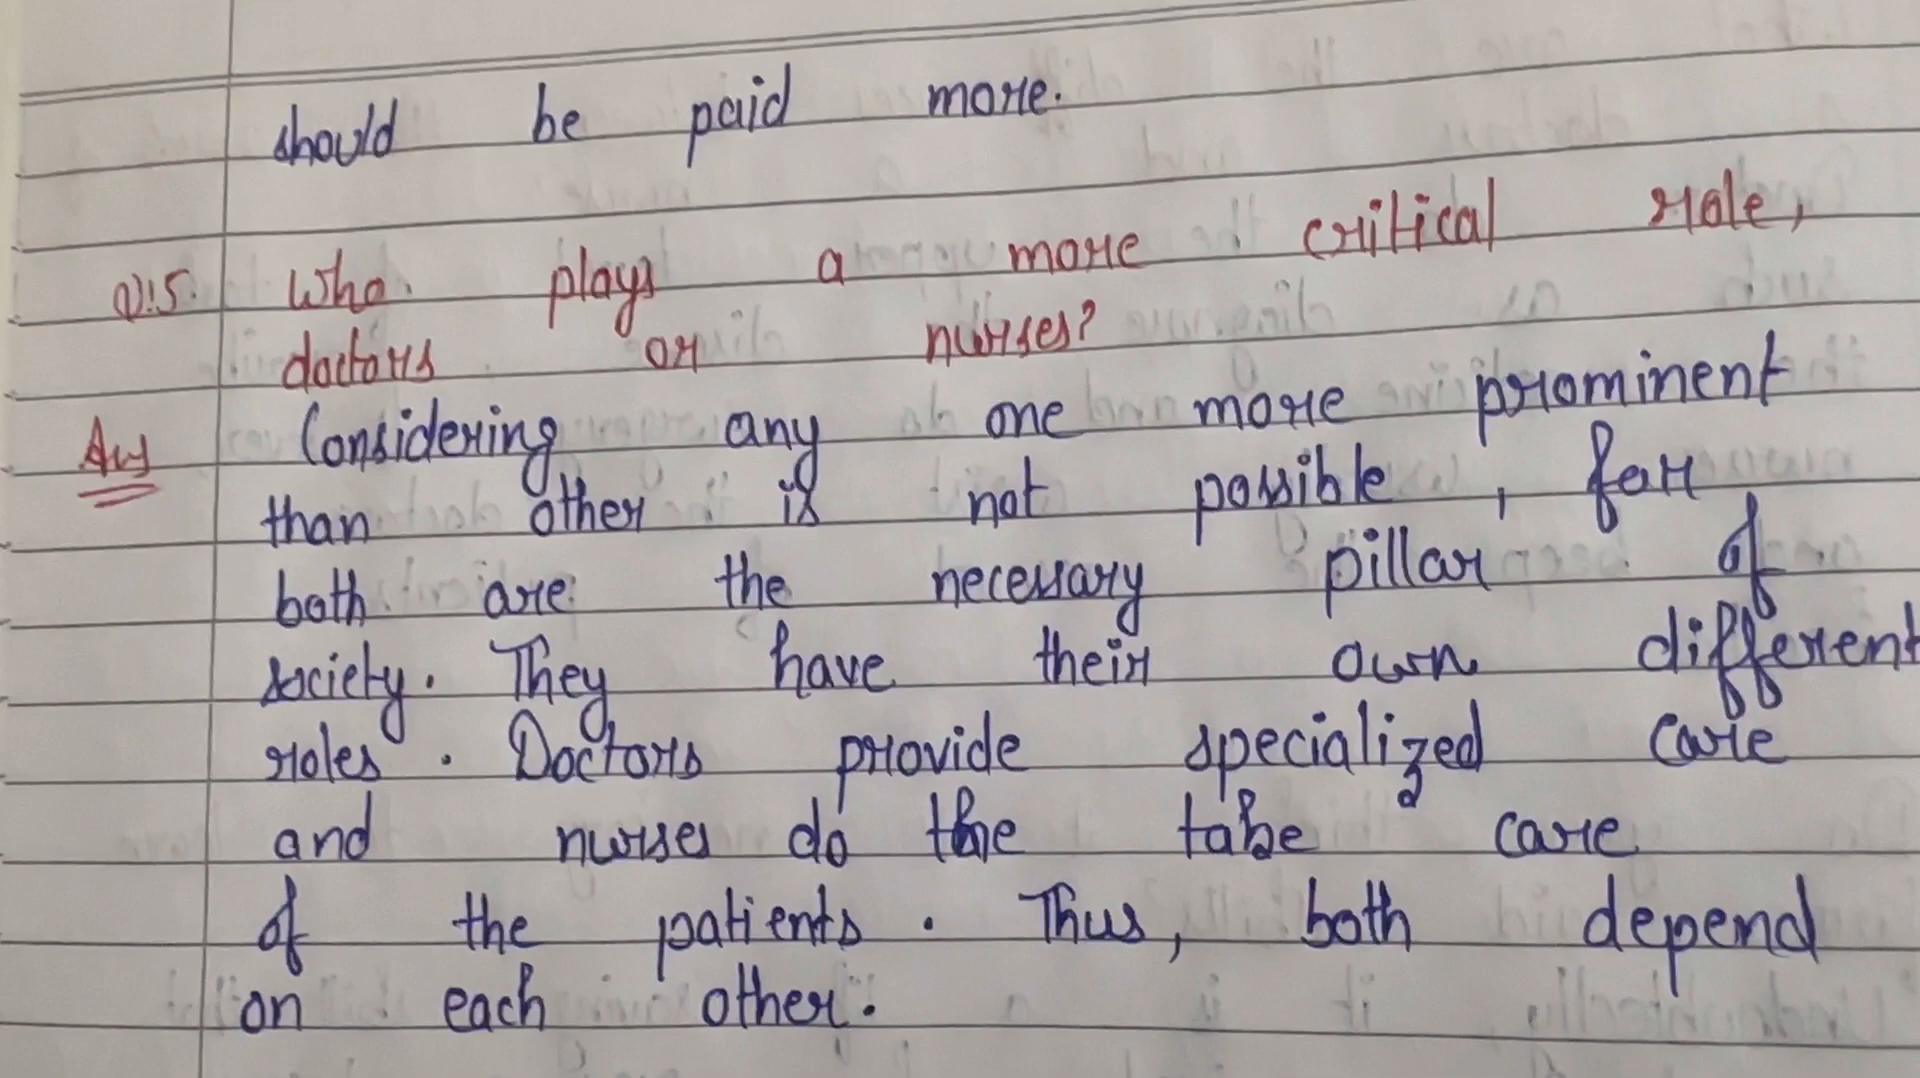 should be paid more.
Q:5. Who plays a more critical role,
doctors or nurses?
Ans Considering any one more prominent
than other is not possible, for
both are the necessary pillar of
society. They have their own different
roles. Doctors provide specialized care
and nurses do the take care
of the patients. Thus, both depend
on each other.